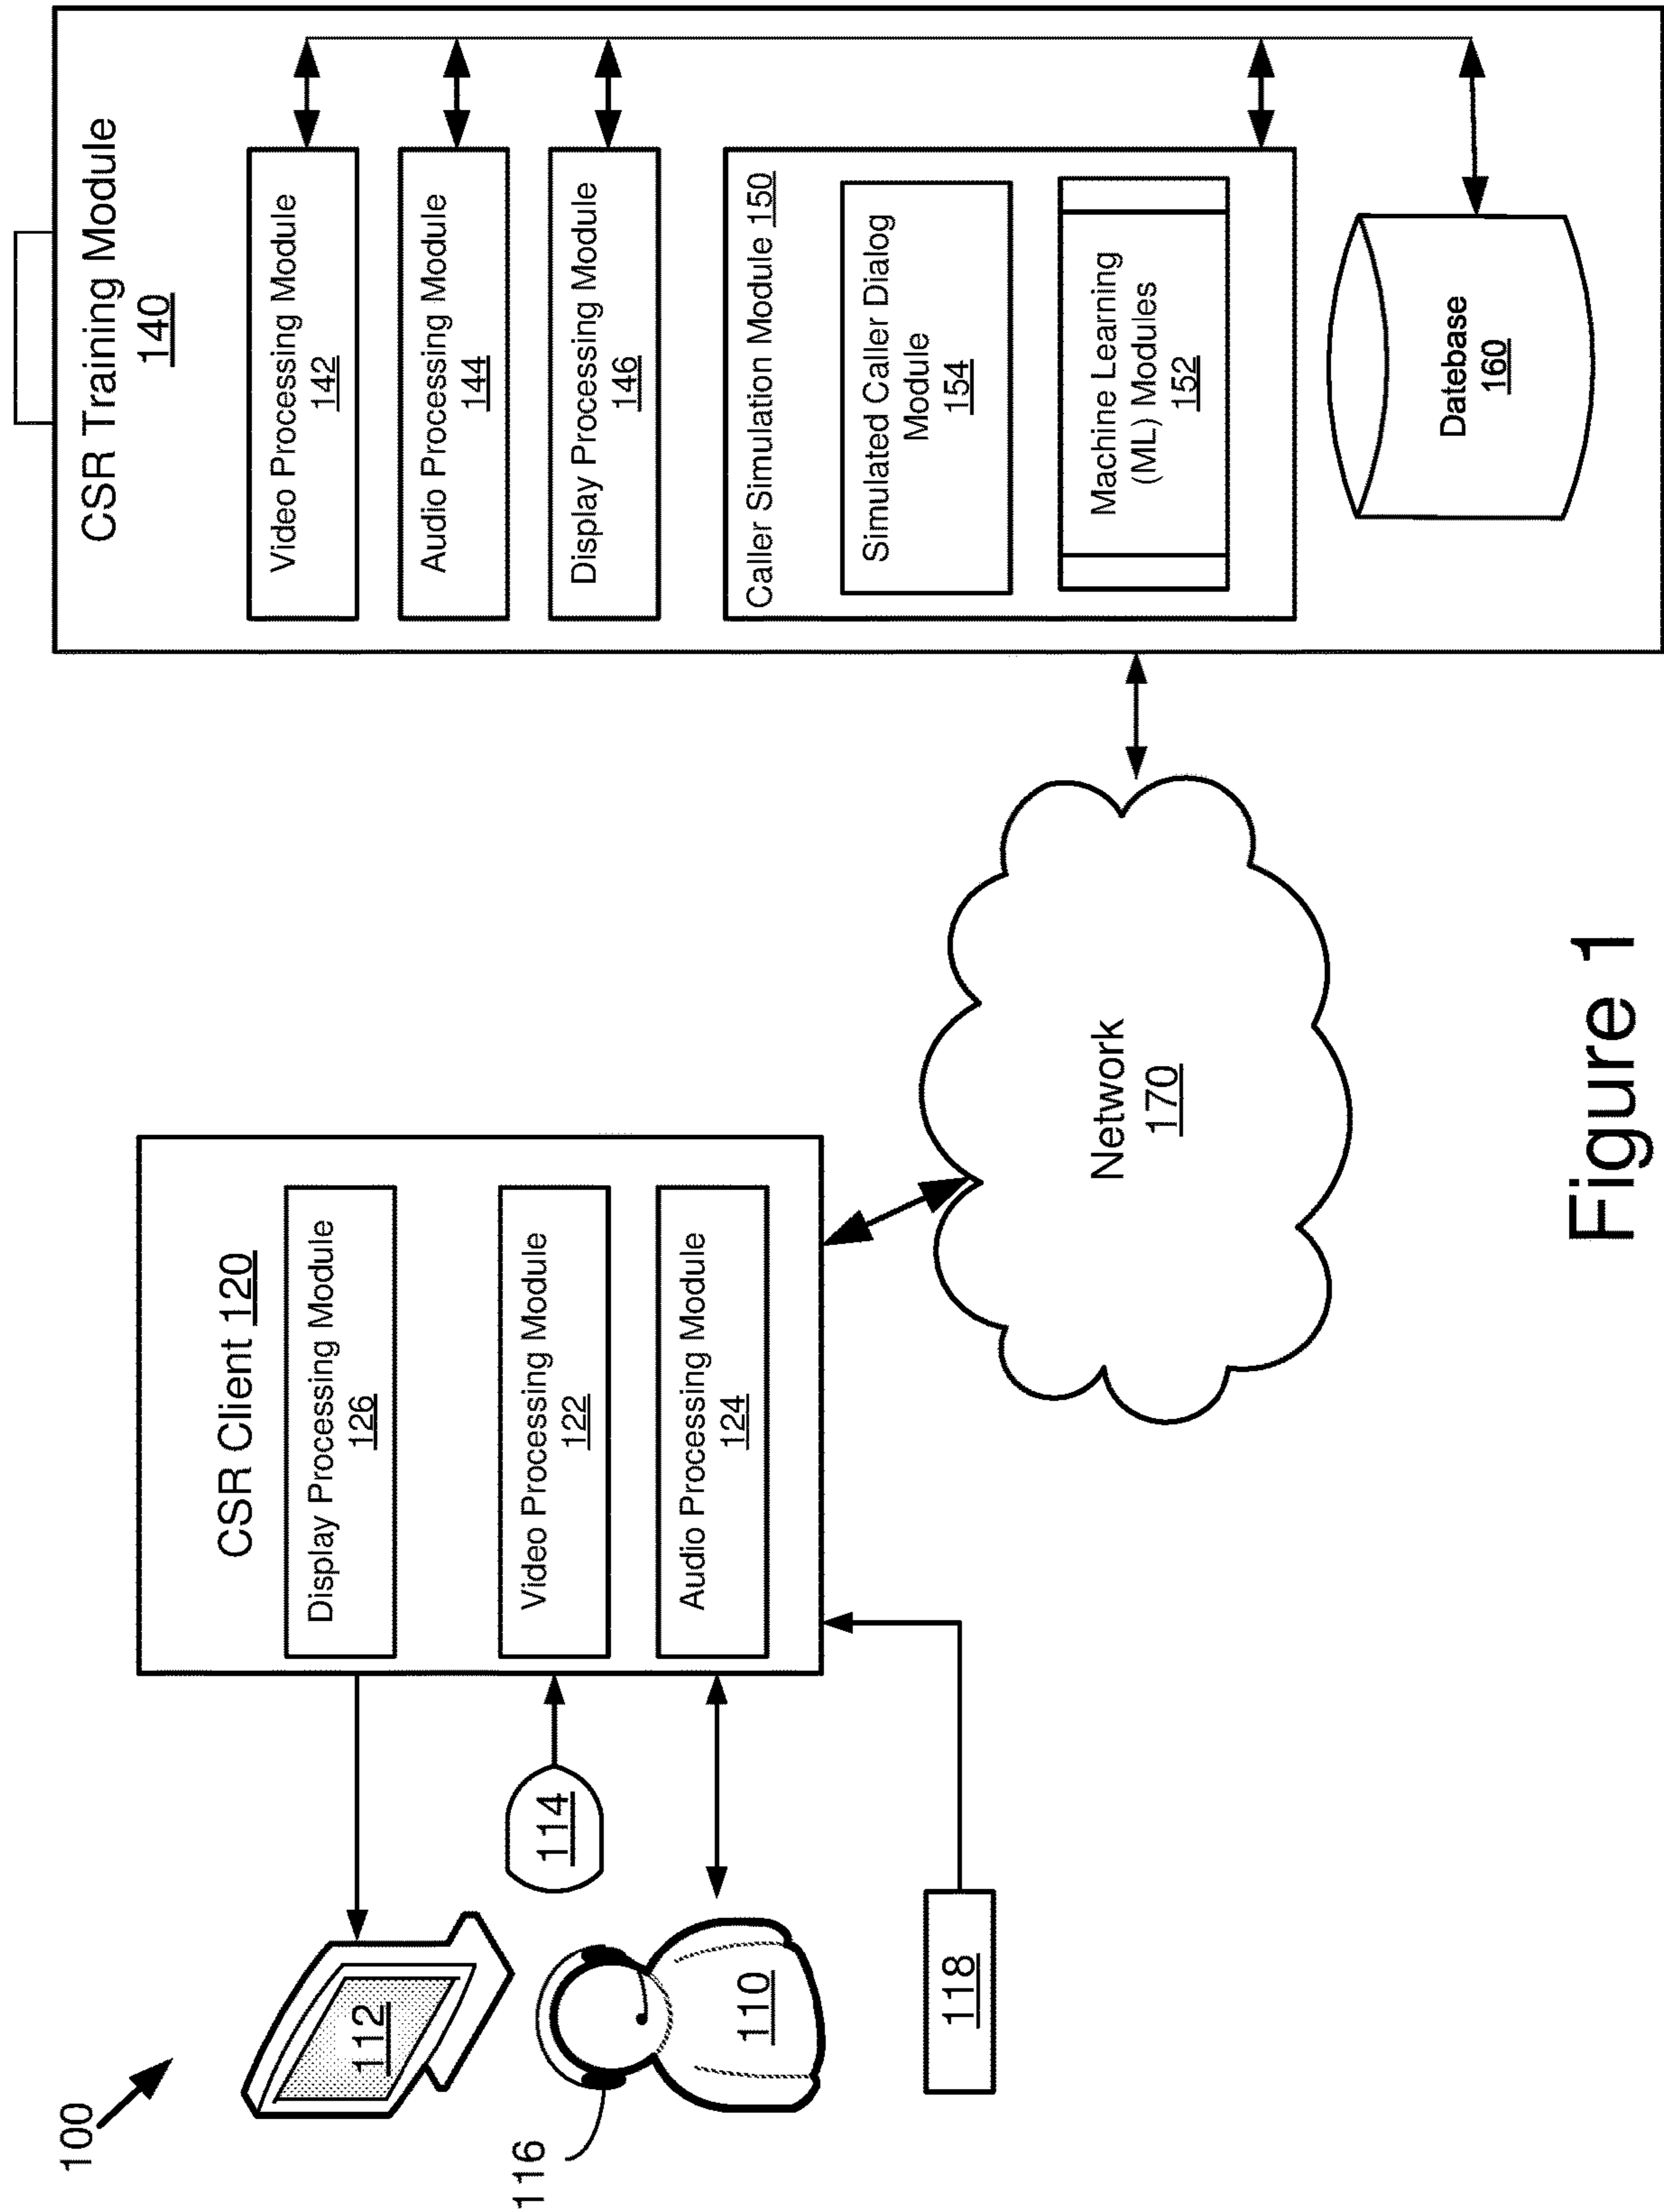 100
112
114
116
110
118
CSR Client 120
Display Processing Module
126
Video Processing Module
122
Audio Processing Module
124
Network
170
CSR Training Module
140
Video Processing Module
142
Audio Processing Module
144
Display Processing Module
146
Caller Simulation Module 150
Simulated Caller Dialog
Module
154
Machine Learning
(ML) Modules
152
Datebase
160
Figure 1